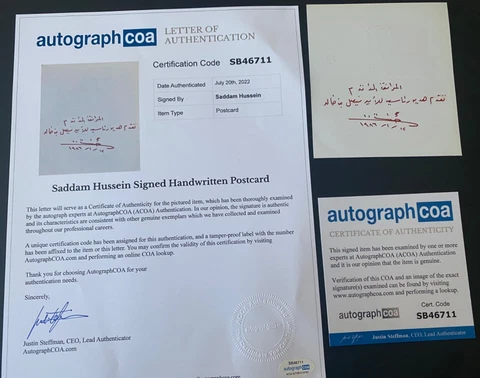 autographcoa
LETTER OF
AUTHENTICATION
Certification Code SB46711
Date Authenticated July 20th, 2022
Signed By Saddam Hussein
Item Type Postcard
Saddam Hussein Signed Handwritten Postcard
This letter will serve as a Certificate of Authenticity for the pictured item, which has been thoroughly examined
by the autograph experts at AutographCOA (ACOA) Authentication. In our opinion, the signature is authentic
and its characteristics are consistent with other genuine exemplars which we have collected and examined
throughout our professional careers.
A unique certification code has been assigned for this authentication, and a tamper-proof label with the number
has been affixed to the item or this letter. You may confirm the validity of this certification by visiting
AutographCOA.com and performing an online COA lookup.
Thank you for choosing AutographCOA for your
authentication needs.
Sincerely,
Justin Steffman, CEO, Lead Authenticator
AutographCOA.com
SB46711
autographcoa
CERTIFICATE OF AUTHENTICITY
This signed item has been examined by one or more
experts at AutographCOA (ACOA) Authentication
and it is our opinion that the item is genuine.
Verification of this COA and an image of the exact
signature(s) examined can be found by visiting
www.autographcoa.com and performing a lookup.
Cert. Code
SB46711
Justin Steffman, CEO, Lead Authenticator